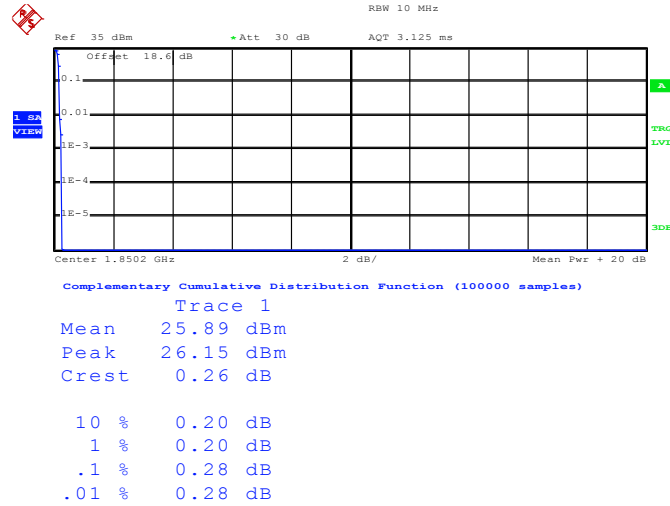 RBW 10 MHz
Ref 35 dBm * Att 30 dB AQT 3.125 ms
Offset 18.6 dB
0.1
A
0.01
1 SA
VIEW
TRG
LVL
1E-3
1E-4
1E-5
3DB
Center 1.8502 GHz 2 dB/ Mean Pwr + 20 dB
Complementary Cumulative Distribution Function (100000 samples)
Trace 1
Mean 25.89 dBm
Peak 26.15 dBm
Crest 0.26 dB
10 % 0.20 dB
1 % 0.20 dB
.1 % 0.28 dB
.01 % 0.28 dB